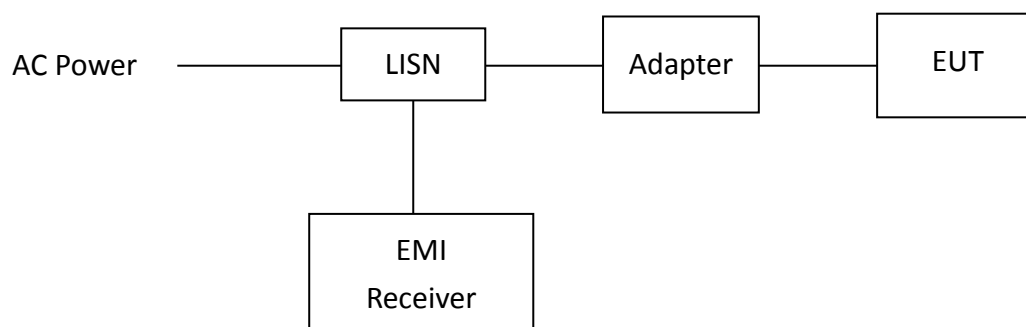 AC Power
LISN
Adapter
EUT
EMI
Receiver